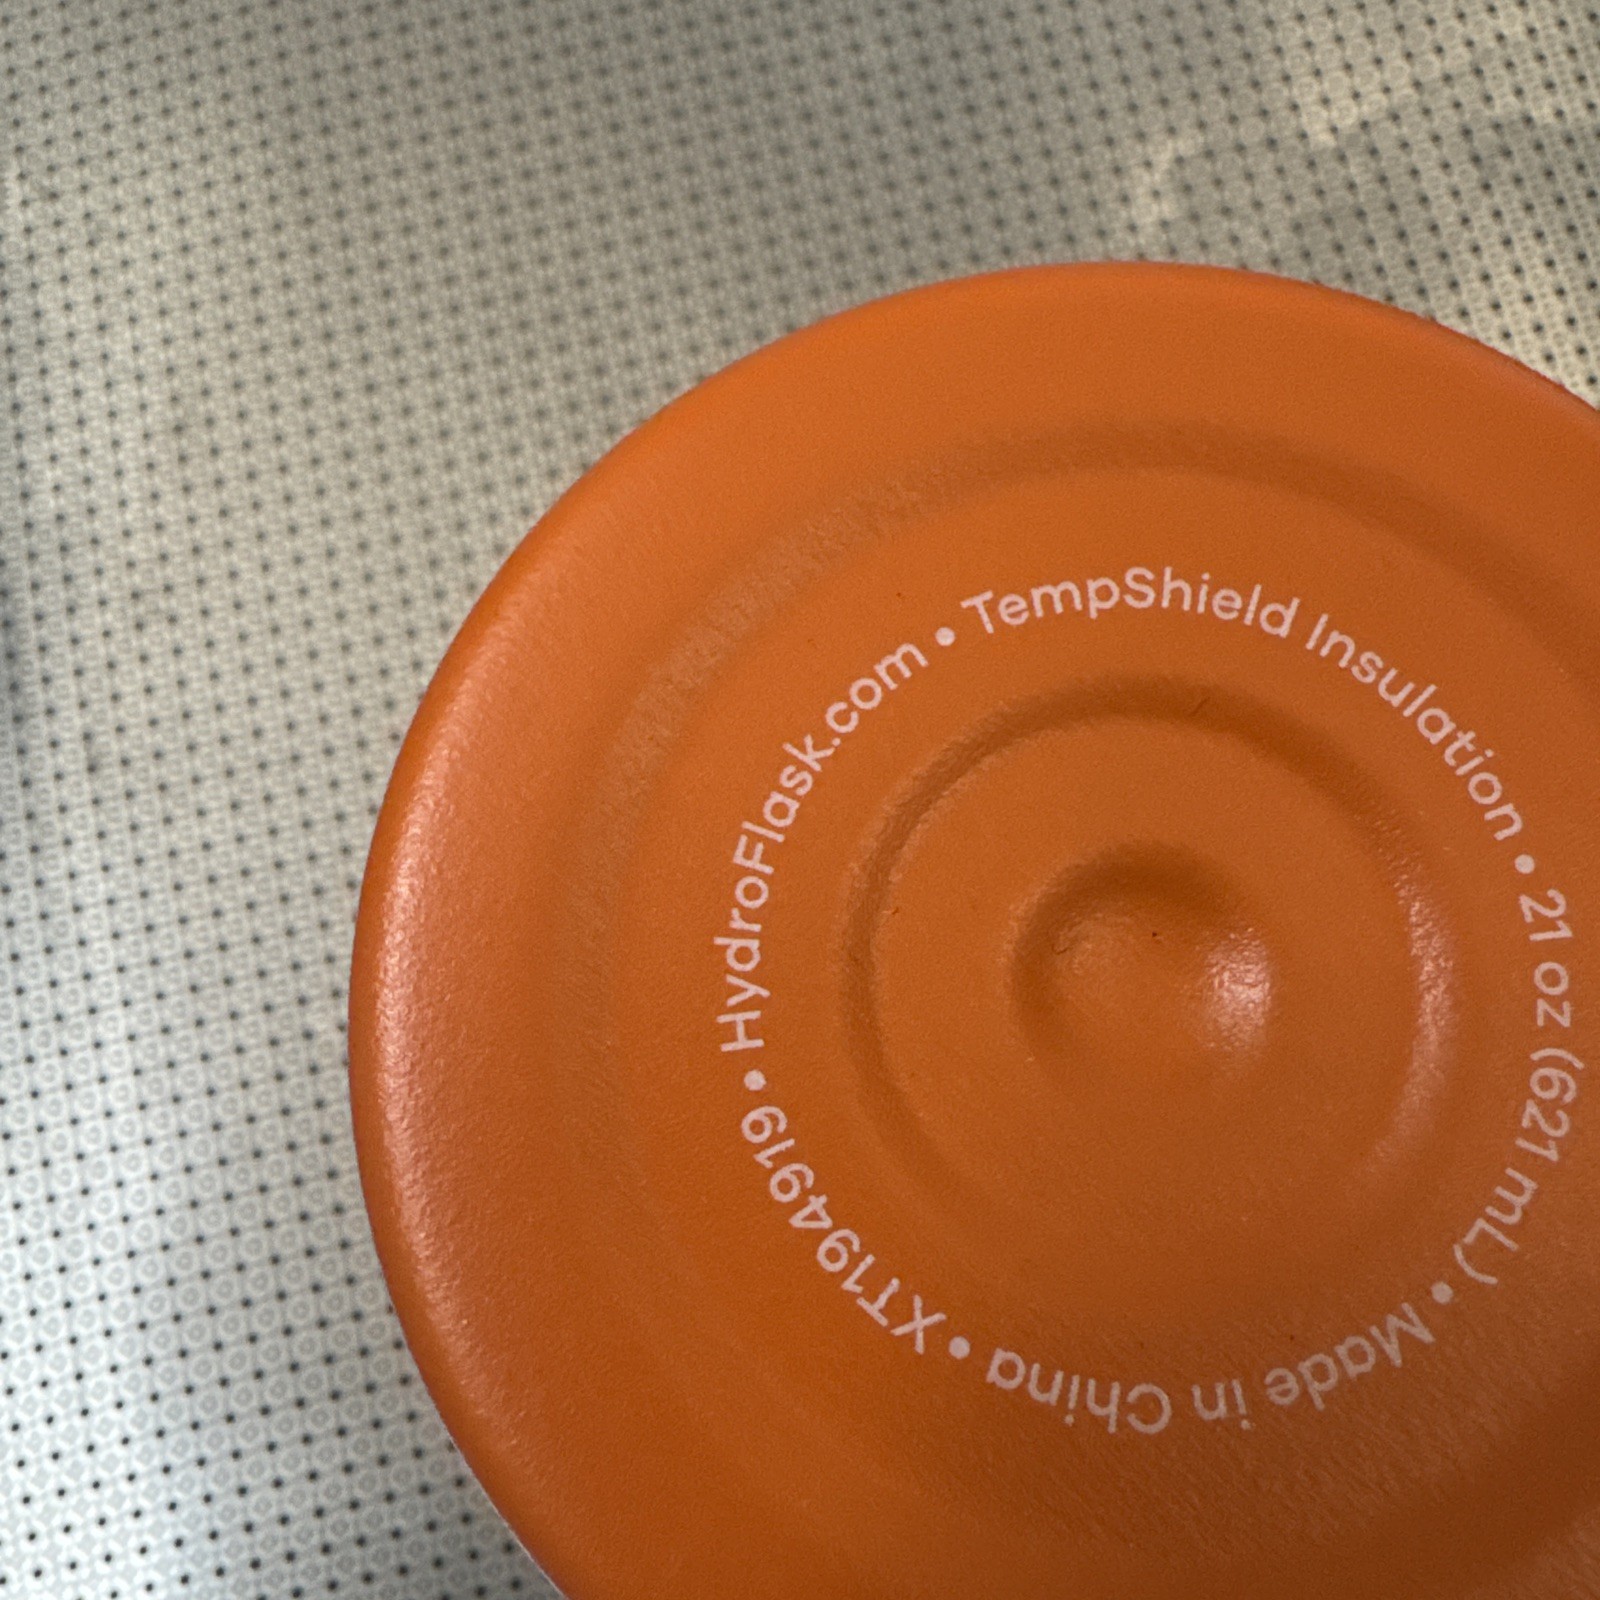 HydroFlask.com • TempShield Insulation • 21 oz (621 mL) • Made in China • XT194919 •